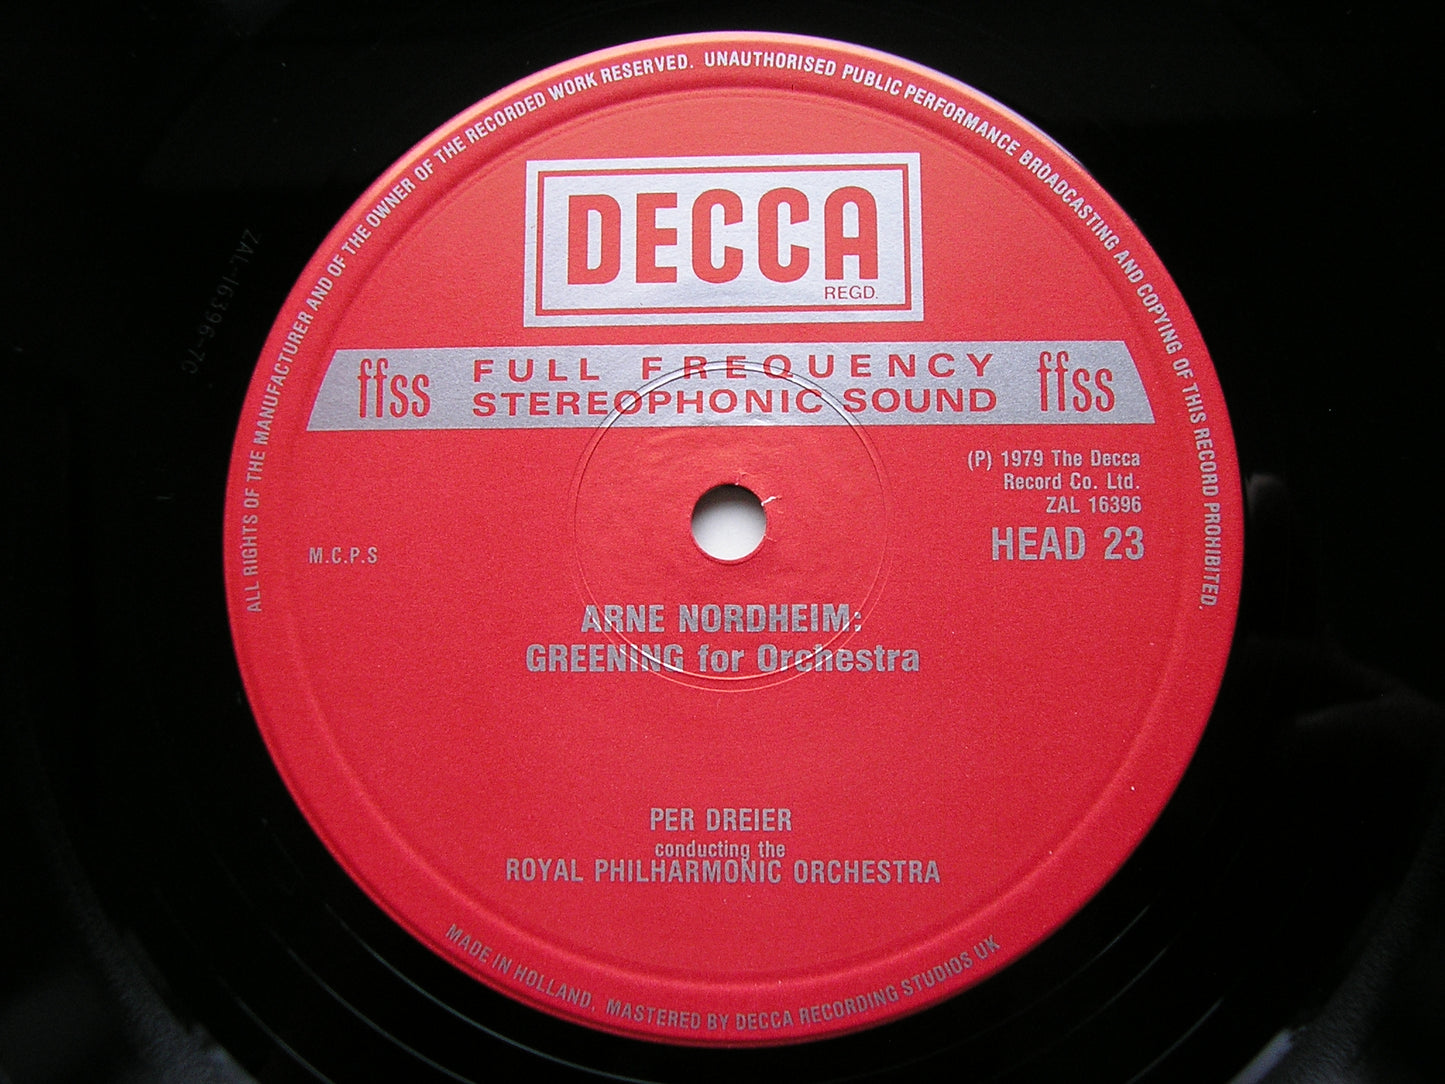 ALL RIGHTS OF THE MANUFACTURER AND OF THE OWNER OF THE RECORDED WORK RESERVED. UNAUTHORISED PUBLIC PERFORMANCE BROADCASTING AND COPYING OF THIS RECORD PROHIBITED.
DECCA
REGD.
ffss FULL FREQUENCY STEREOPHONIC SOUND ffss
(P) 1979 The Decca
Record Co. Ltd.
ZAL 16396
HEAD 23
M.C.P.S
ARNE NORDHEIM:
GREENING for Orchestra
PER DREIER
conducting the
ROYAL PHILHARMONIC ORCHESTRA
MADE IN HOLLAND. MASTERED BY DECCA RECORDING STUDIOS UK
ZAL-16396-7C